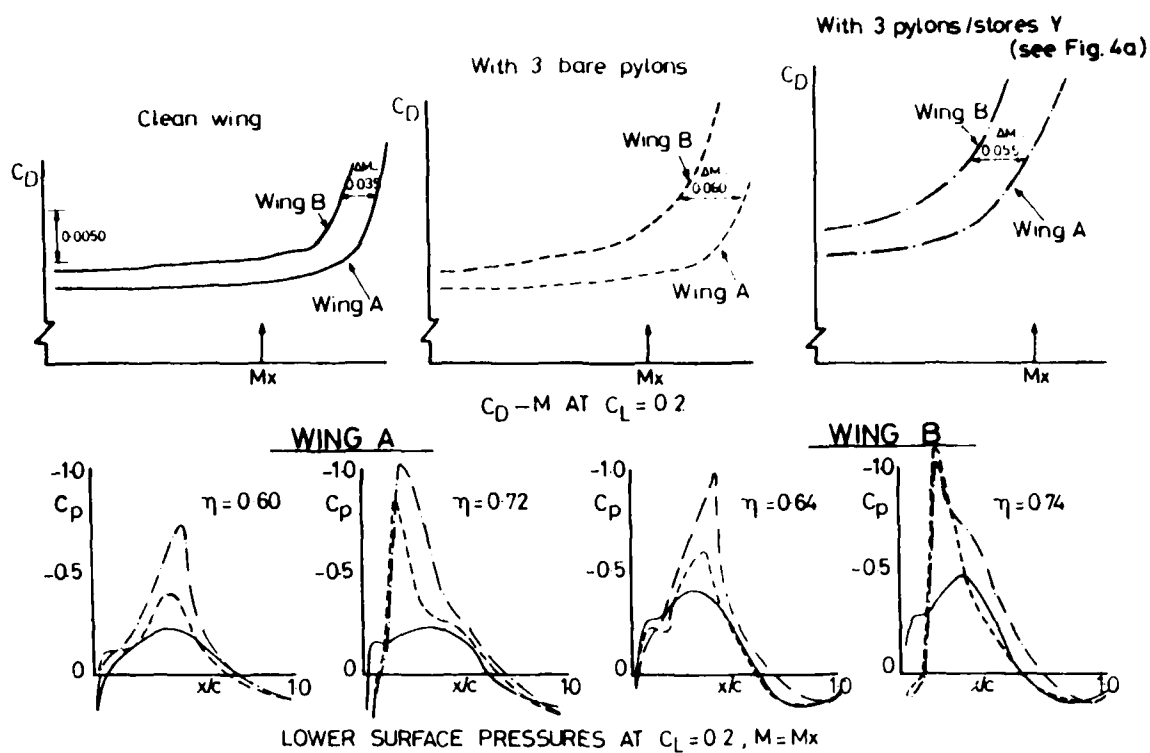 With 3 pylons/stores Y
(see Fig. 4a)
With 3 bare pylons
Clean wing
CD
0·0050
Wing B
ΔM
0·035
Wing A
Mx
CD
Wing B
ΔM
0·060
Wing A
Mx
CD
Wing B
ΔM
0·055
Wing A
Mx
CD–M AT CL = 0·2
WING A
WING B
-1·0
Cp
-0·5
0
η = 0·60
x/c
1·0
-1·0
Cp
-0·5
0
η = 0·72
x/c
1·0
-1·0
Cp
-0·5
0
η = 0·64
x/c
1·0
-1·0
Cp
-0·5
0
η = 0·74
x/c
1·0
LOWER SURFACE PRESSURES AT CL = 0·2, M = Mx